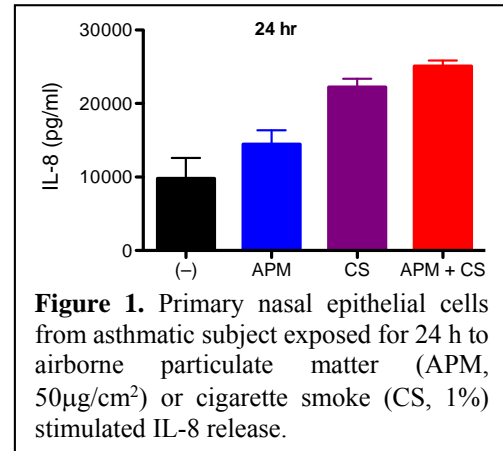 24 hr
30000
20000
10000
0
IL-8 (pg/ml)
(–) APM CS APM + CS
Figure 1. Primary nasal epithelial cells
from asthmatic subject exposed for 24 h to
airborne particulate matter (APM,
50μg/cm²) or cigarette smoke (CS, 1%)
stimulated IL-8 release.